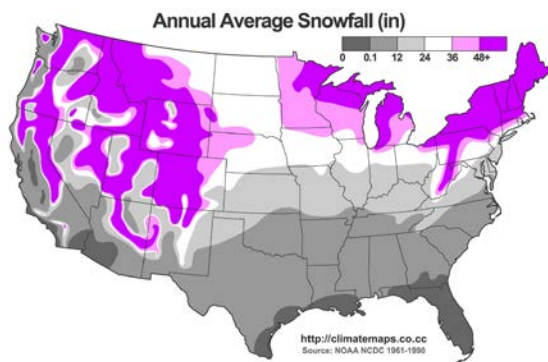 Annual Average Snowfall (in)
0 0.1 12 24 36 48+
http://climatemaps.co.cc
Source: NOAA NCDC 1961-1990